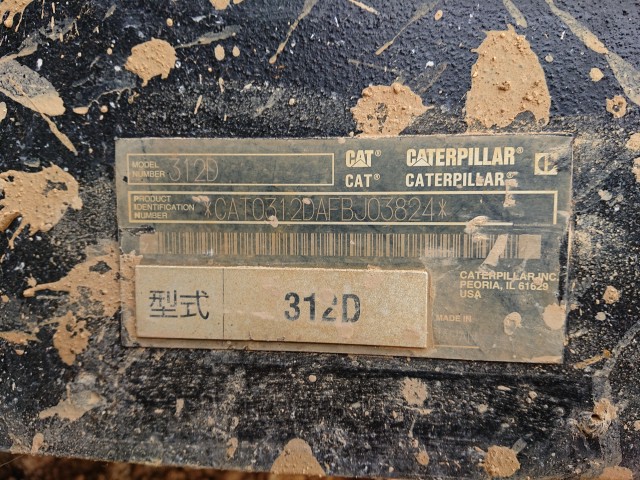 MODEL NUMBER 312D
CAT® CATERPILLAR®
CAT® CATERPILLAR®
PRODUCT IDENTIFICATION NUMBER *CAT0312DAFBJ03824*
CATERPILLAR INC.
PEORIA, IL 61629
USA
MADE IN
型式 312D